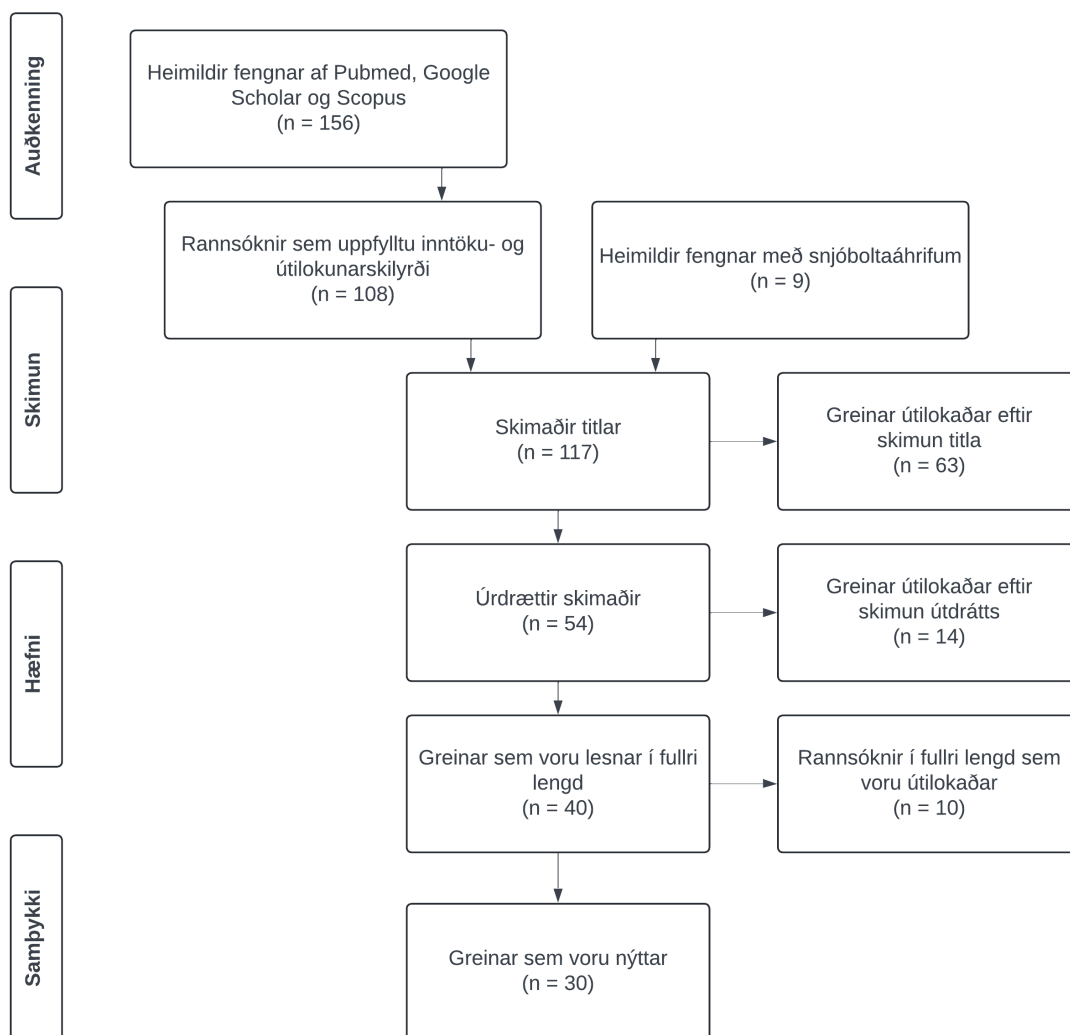 Auðkenning
Heimildir fengnar af Pubmed, Google
Scholar og Scopus
(n = 156)
Rannsóknir sem uppfylltu inntöku- og
útilokunarskilyrði
(n = 108)
Heimildir fengnar með snjóboltaáhrifum
(n = 9)
Skimun
Skimaðir titlar
(n = 117)
Greinar útilokaðar eftir
skimun titla
(n = 63)
Hæfni
Úrdrættir skimaðir
(n = 54)
Greinar útilokaðar eftir
skimun útdrátts
(n = 14)
Greinar sem voru lesnar í fullri
lengd
(n = 40)
Rannsóknir í fullri lengd sem
voru útilokaðar
(n = 10)
Samþykki
Greinar sem voru nýttar
(n = 30)